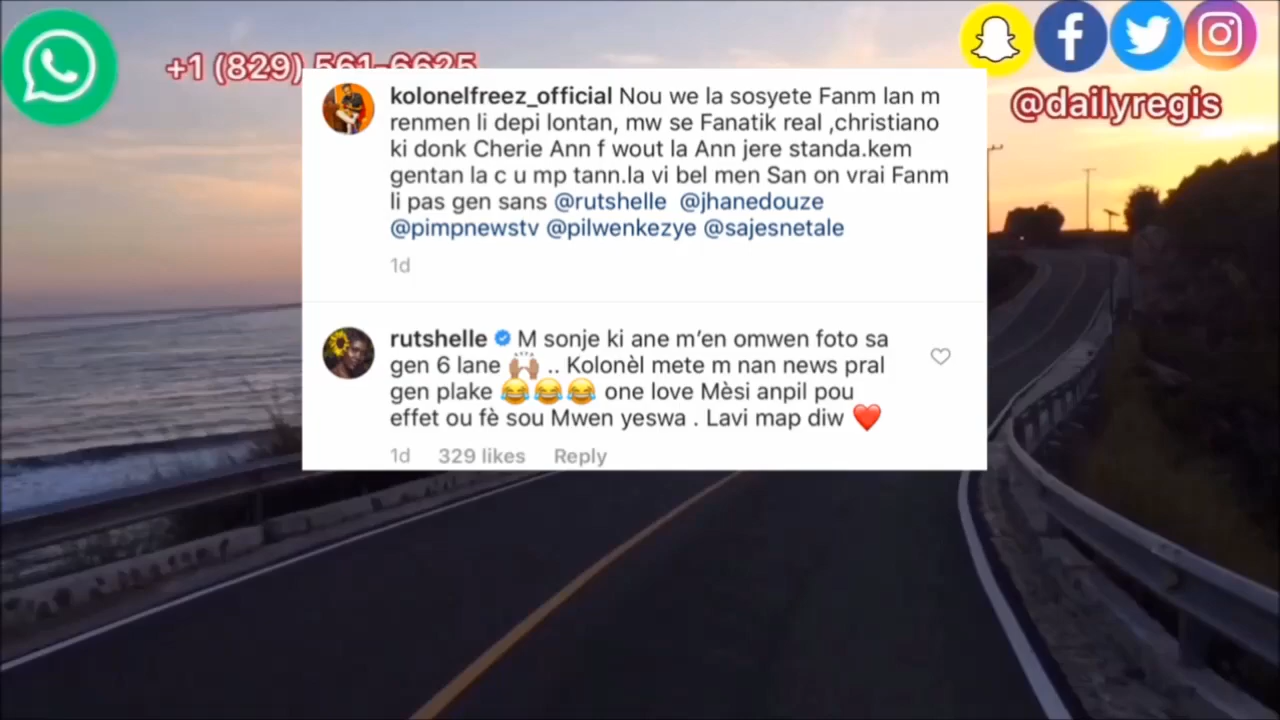 +1 (829) 561-6625
@dailyregis
kolonelfreez_official Nou we la sosyete Fanm lan m
renmen li depi lontan, mw se Fanatik real ,christiano
ki donk Cherie Ann f wout la Ann jere standa.kem
gentan la c u mp tann.la vi bel men San on vrai Fanm
li pas gen sans @rutshelle @jhanedouze
@pimpnewstv @pilwenkezye @sajesnetale
1d
rutshelle M sonje ki ane m’en omwen foto sa
gen 6 lane 🙌🏽 .. Kolonèl mete m nan news pral
gen plake 😂😂😂 one love Mèsi anpil pou
effet ou fè sou Mwen yeswa . Lavi map diw ❤️
1d 329 likes Reply